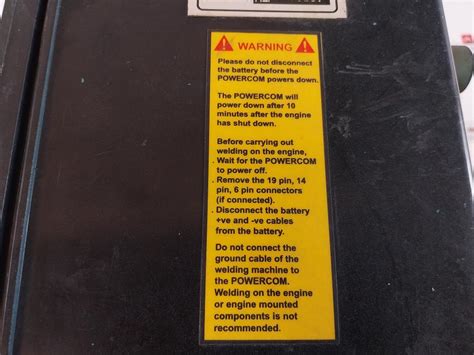 WARNING
Please do not disconnect
the battery before the
POWERCOM powers down.
The POWERCOM will
power down after 10
minutes after the engine
has shut down.
Before carrying out
welding on the engine,
. Wait for the POWERCOM
to power off.
. Remove the 19 pin, 14
pin, 6 pin connectors
(if connected).
. Disconnect the battery
+ve and -ve cables
from the battery.
Do not connect the
ground cable of the
welding machine to
the POWERCOM.
Welding on the engine
or engine mounted
components is not
recommended.